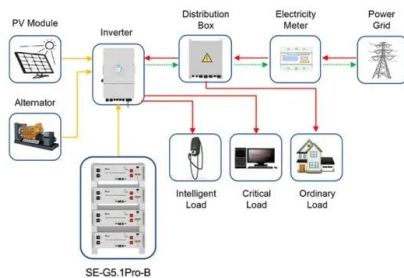 PV Module
Inverter
Distribution
Box
Electricity
Meter
Power
Grid
Alternator
Intelligent
Load
Critical
Load
Ordinary
Load
SE-G5.1Pro-B